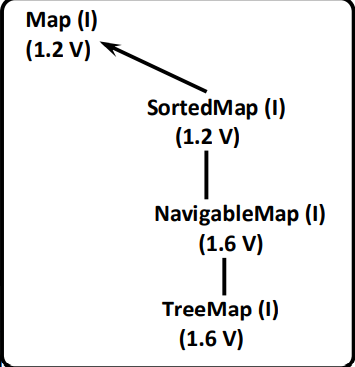 Map (I)
(1.2 V)
SortedMap (I)
(1.2 V)
NavigableMap (I)
(1.6 V)
TreeMap (I)
(1.6 V)